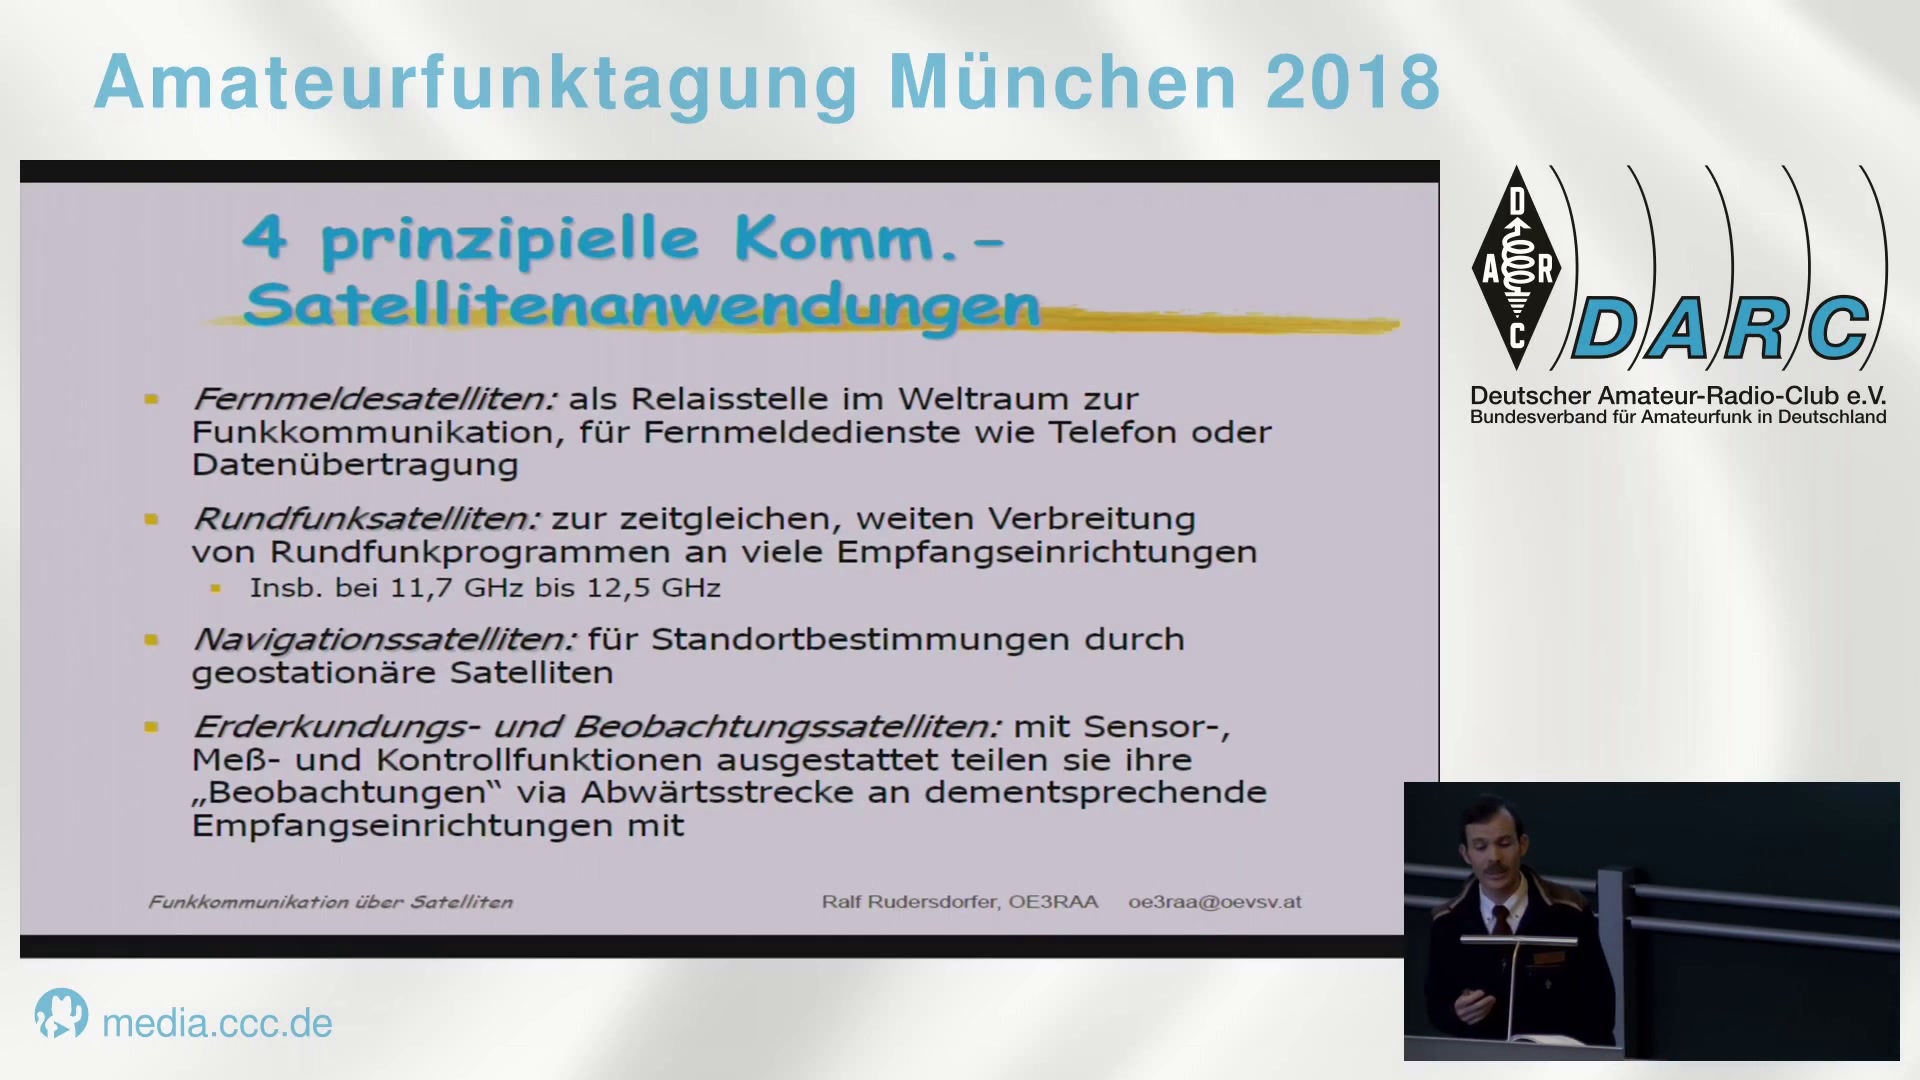 Amateurfunktagung München 2018
4 prinzipielle Komm.-
Satellitenanwendungen
Fernmeldesatelliten: als Relaisstelle im Weltraum zur
Funkkommunikation, für Fernmeldedienste wie Telefon oder
Datenübertragung
Rundfunksatelliten: zur zeitgleichen, weiten Verbreitung
von Rundfunkprogrammen an viele Empfangseinrichtungen
Insb. bei 11,7 GHz bis 12,5 GHz
Navigationssatelliten: für Standortbestimmungen durch
geostationäre Satelliten
Erderkundungs- und Beobachtungssatelliten: mit Sensor-,
Meß- und Kontrollfunktionen ausgestattet teilen sie ihre
„Beobachtungen“ via Abwärtsstrecke an dementsprechende
Empfangseinrichtungen mit
Funkkommunikation über Satelliten
Ralf Rudersdorfer, OE3RAA oe3raa@oevsv.at
D
A R
C
DARC
Deutscher Amateur-Radio-Club e.V.
Bundesverband für Amateurfunk in Deutschland
media.ccc.de